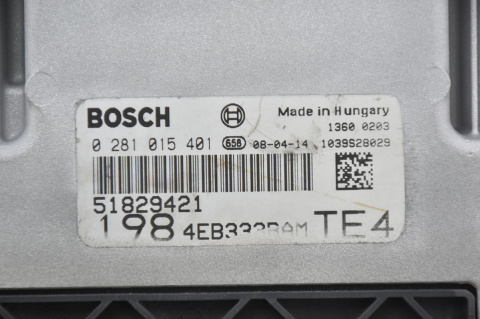 BOSCH Made in Hungary
1360 0203
0 281 015 401 658 08-04-14 1039S28029
51829421
198 TE4